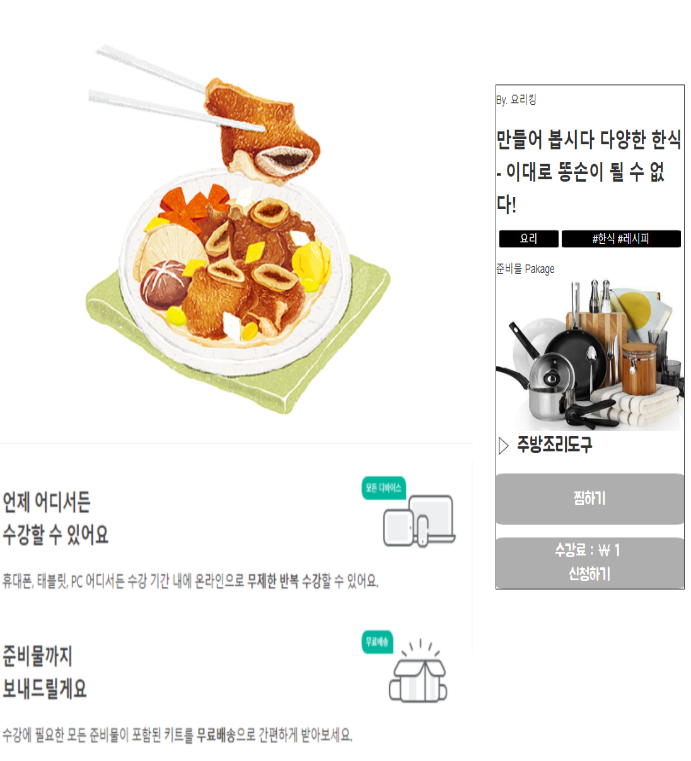 By. 요리킹
만들어 봅시다 다양한 한식
- 이대로 똥손이 될 수 없
다!
요리
#한식 #레시피
준비물 Pakage
▷ 주방조리도구
찜하기
수강료 : ₩ 1
신청하기
모든 디바이스
언제 어디서든
수강할 수 있어요
휴대폰, 태블릿, PC 어디서든 수강 기간 내에 온라인으로 무제한 반복 수강할 수 있어요.
무료배송
준비물까지
보내드릴게요
수강에 필요한 모든 준비물이 포함된 키트를 무료배송으로 간편하게 받아보세요.